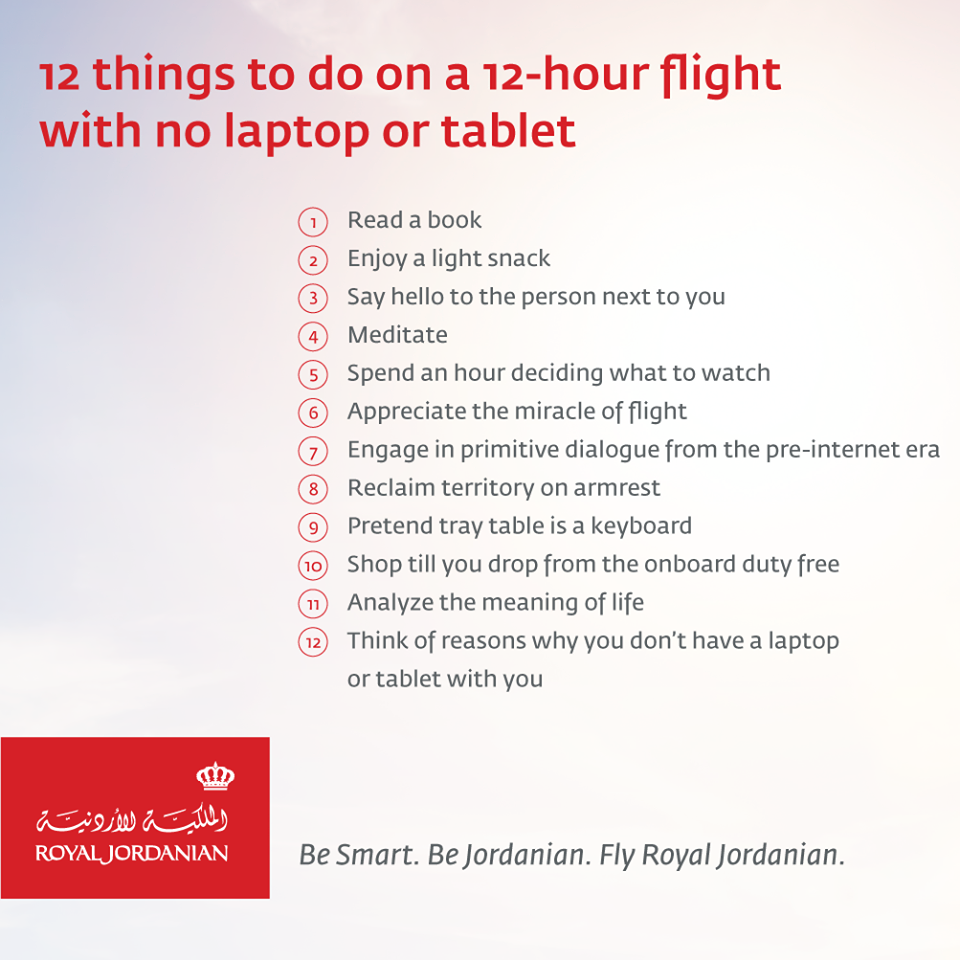 12 things to do on a 12-hour flight
with no laptop or tablet
1 Read a book
2 Enjoy a light snack
3 Say hello to the person next to you
4 Meditate
5 Spend an hour deciding what to watch
6 Appreciate the miracle of flight
7 Engage in primitive dialogue from the pre-internet era
8 Reclaim territory on armrest
9 Pretend tray table is a keyboard
10 Shop till you drop from the onboard duty free
11 Analyze the meaning of life
12 Think of reasons why you don't have a laptop
or tablet with you
الملكيّة الأردنيّة
ROYAL JORDANIAN
Be Smart. Be Jordanian. Fly Royal Jordanian.